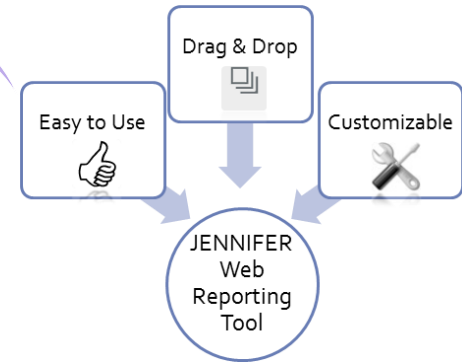 Drag & Drop
Easy to Use
Customizable
JENNIFER
Web
Reporting
Tool